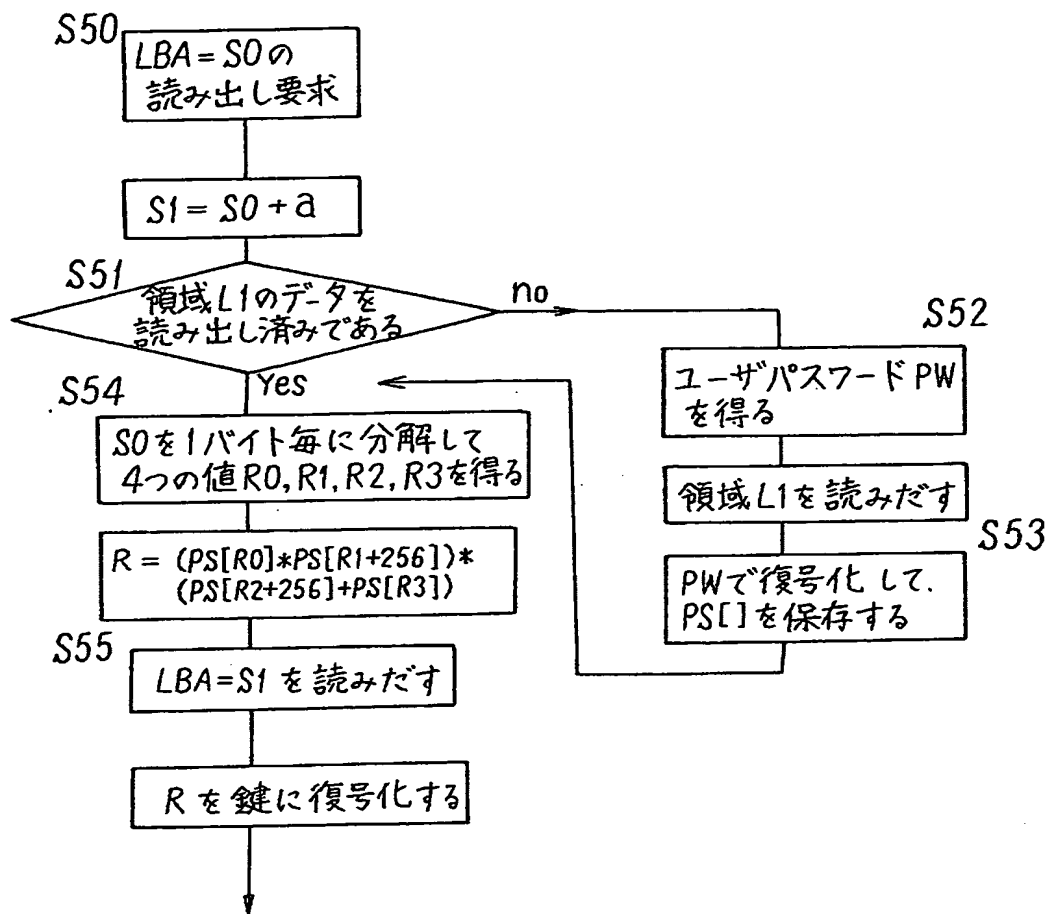 S50
LBA=S0の
読み出し要求
S1=S0+a
S51
領域L1のデータを
読み出し済みである
no
Yes
S52
ユーザパスワードPW
を得る
領域L1を読みだす
S53
PWで復号化して.
PS[]を保存する
S54
S0を1バイト毎に分解して
4つの値R0,R1,R2,R3を得る
R=(PS[R0]*PS[R1+256])*
(PS[R2+256]+PS[R3])
S55
LBA=S1を読みだす
Rを鍵に復号化する